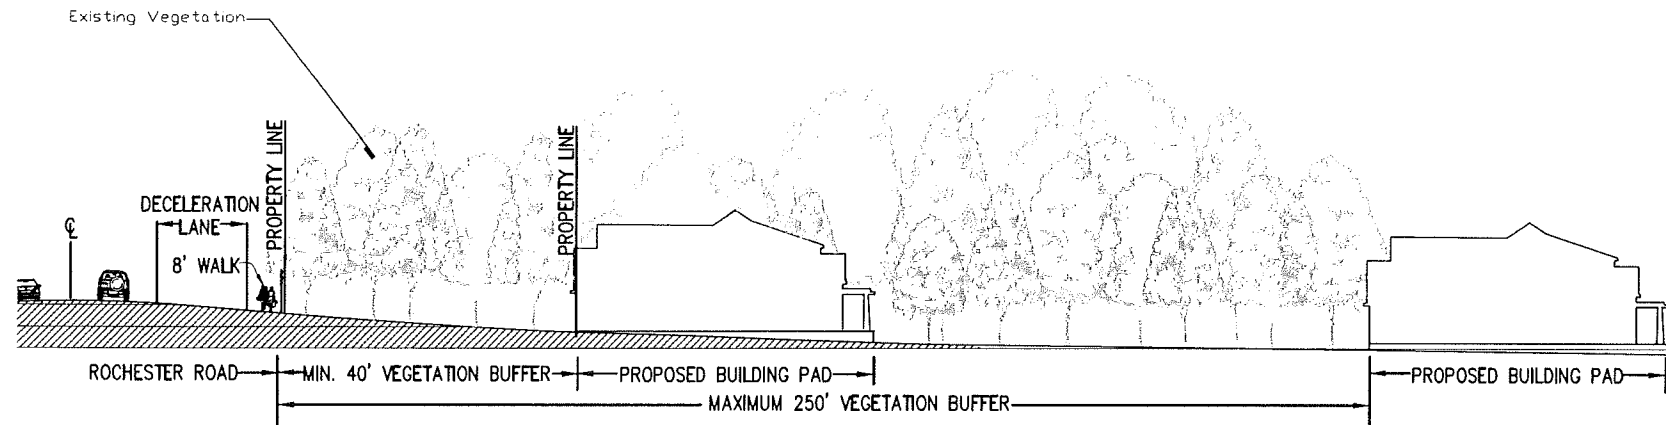 Existing Vegetation
PROPERTY LINE
PROPERTY LINE
DECELERATION
LANE
℄
8' WALK
ROCHESTER ROAD
MIN. 40' VEGETATION BUFFER
PROPOSED BUILDING PAD
PROPOSED BUILDING PAD
MAXIMUM 250' VEGETATION BUFFER